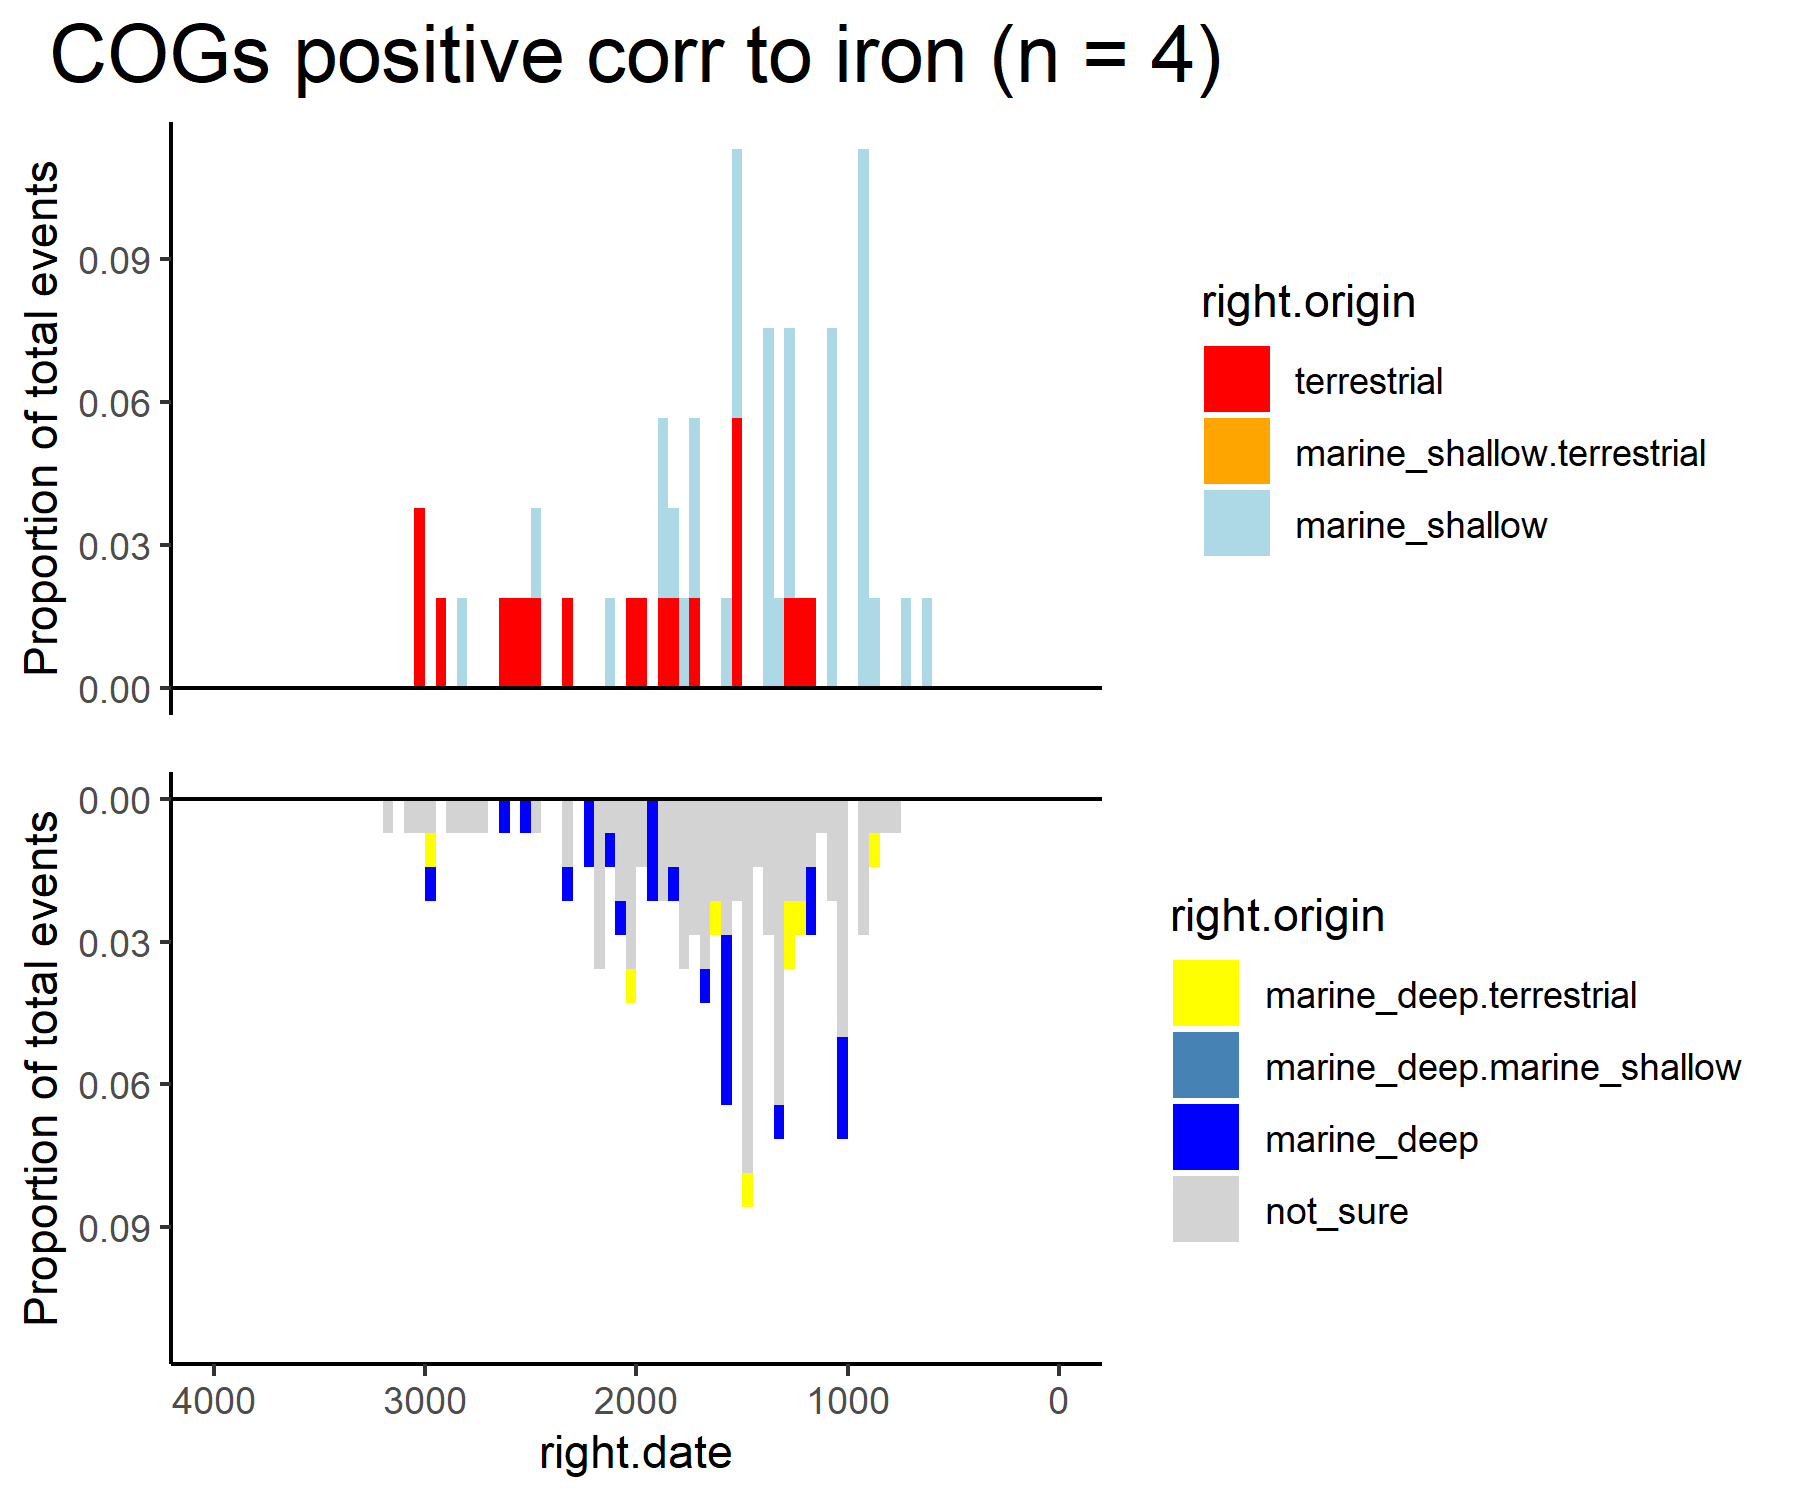 COGs positive corr to iron (n = 4)
Proportion of total events
0.09
0.06
0.03
0.00
right.origin
terrestrial
marine_shallow.terrestrial
marine_shallow
Proportion of total events
0.00
0.03
0.06
0.09
right.origin
marine_deep.terrestrial
marine_deep.marine_shallow
marine_deep
not_sure
4000 3000 2000 1000 0
right.date